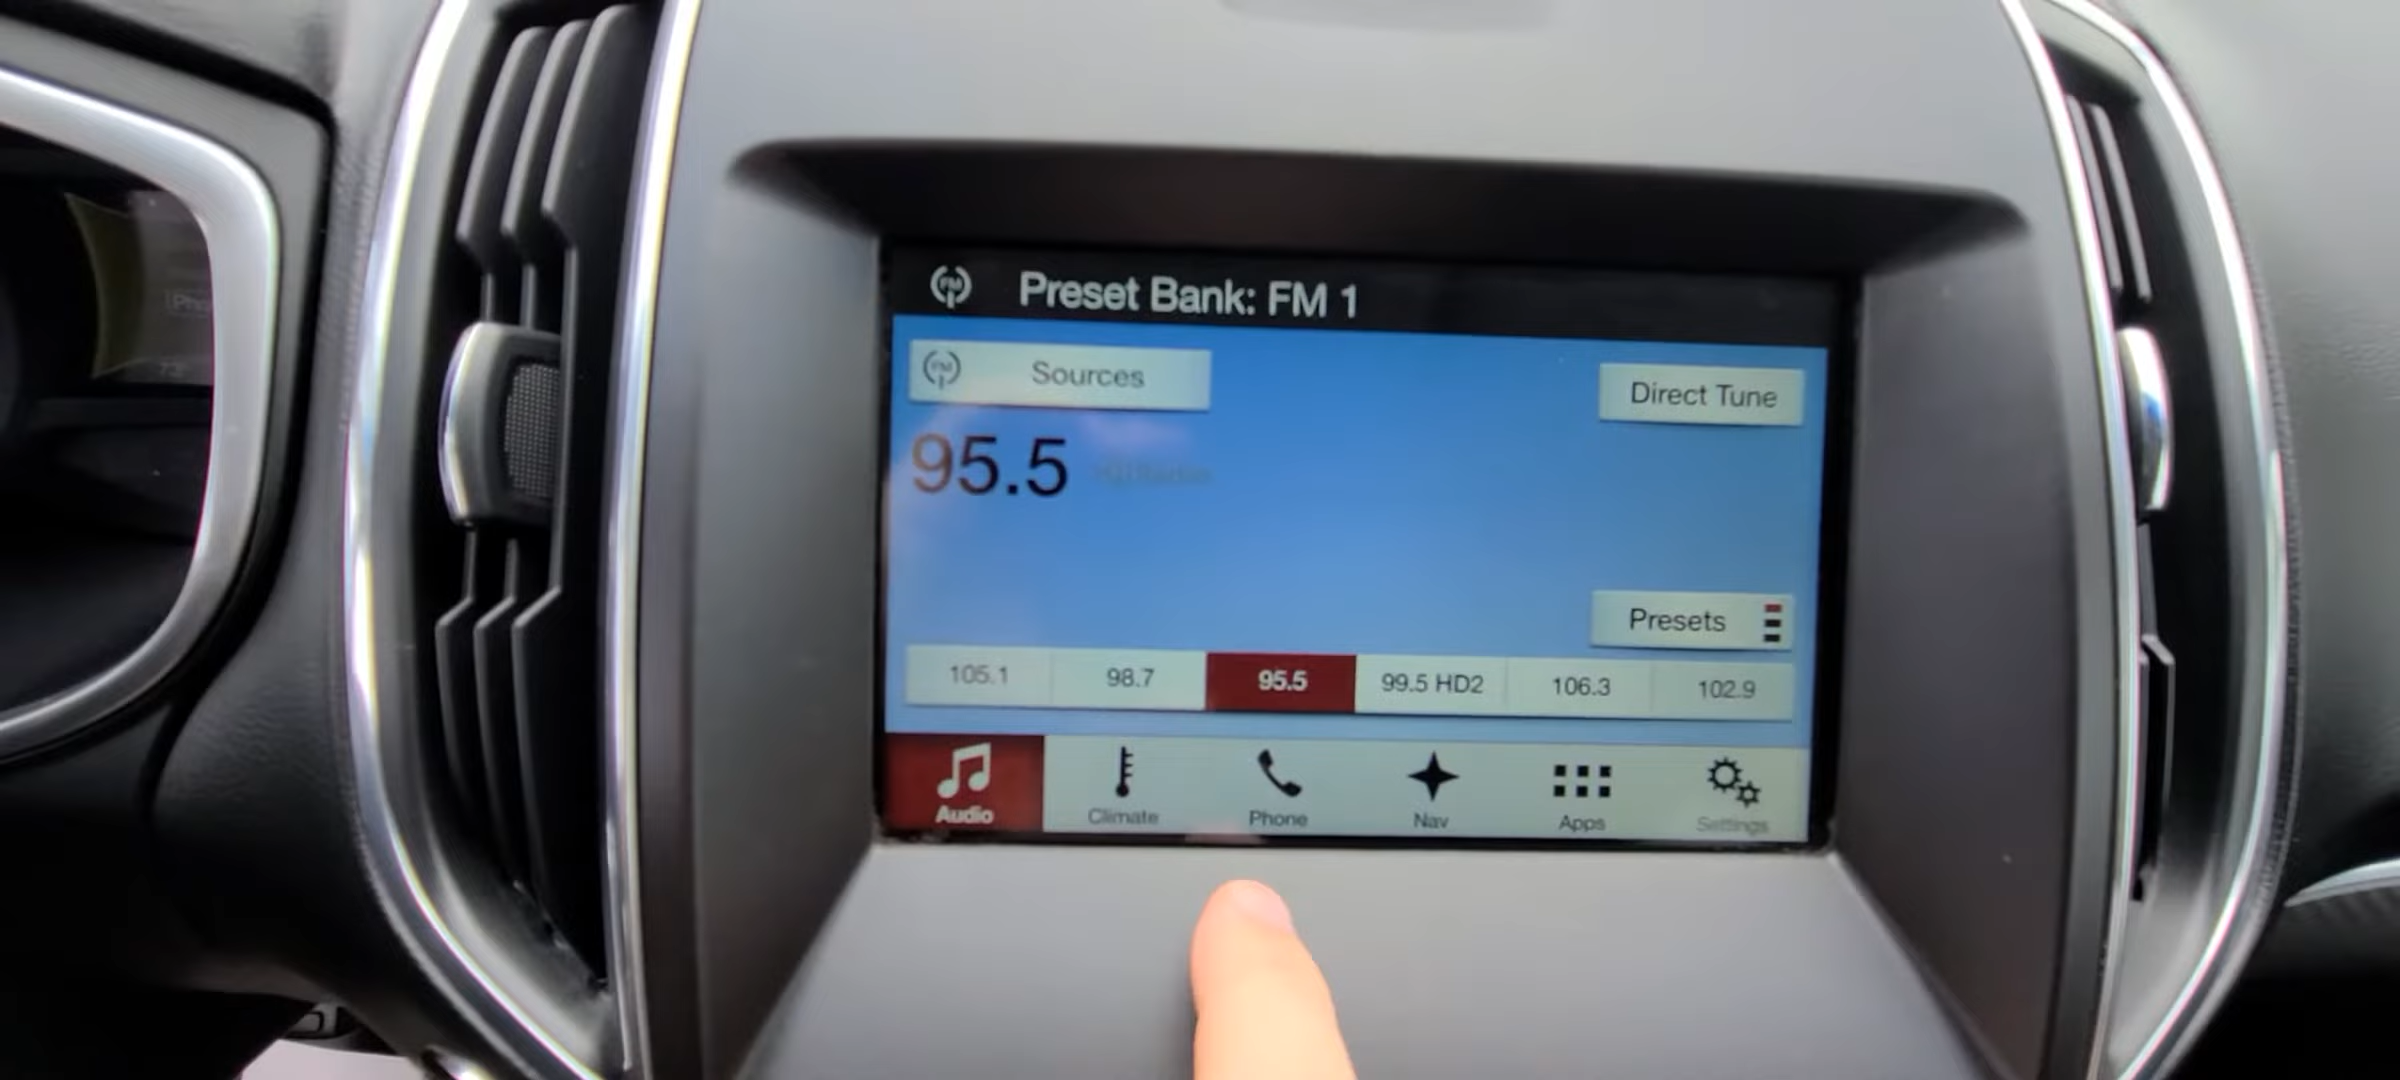 Preset Bank: FM 1
FM Sources
Direct Tune
95.5
Presets
105.1 98.7 95.5 99.5 HD2 106.3 102.9
Audio Climate Phone Nav Apps Settings